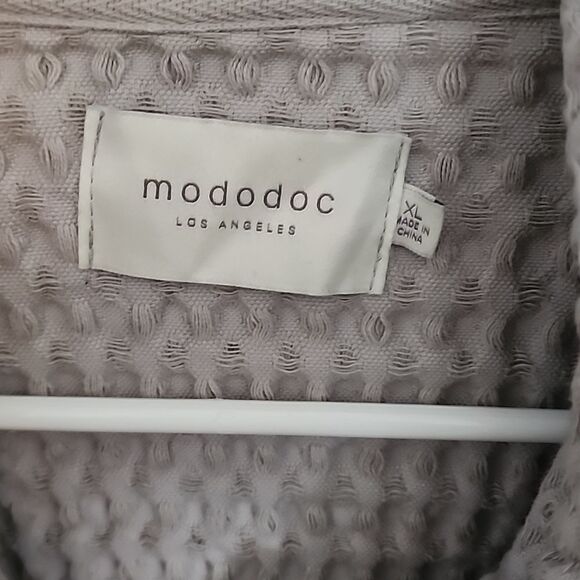 mododoc
LOS ANGELES
XL
MADE IN
CHINA